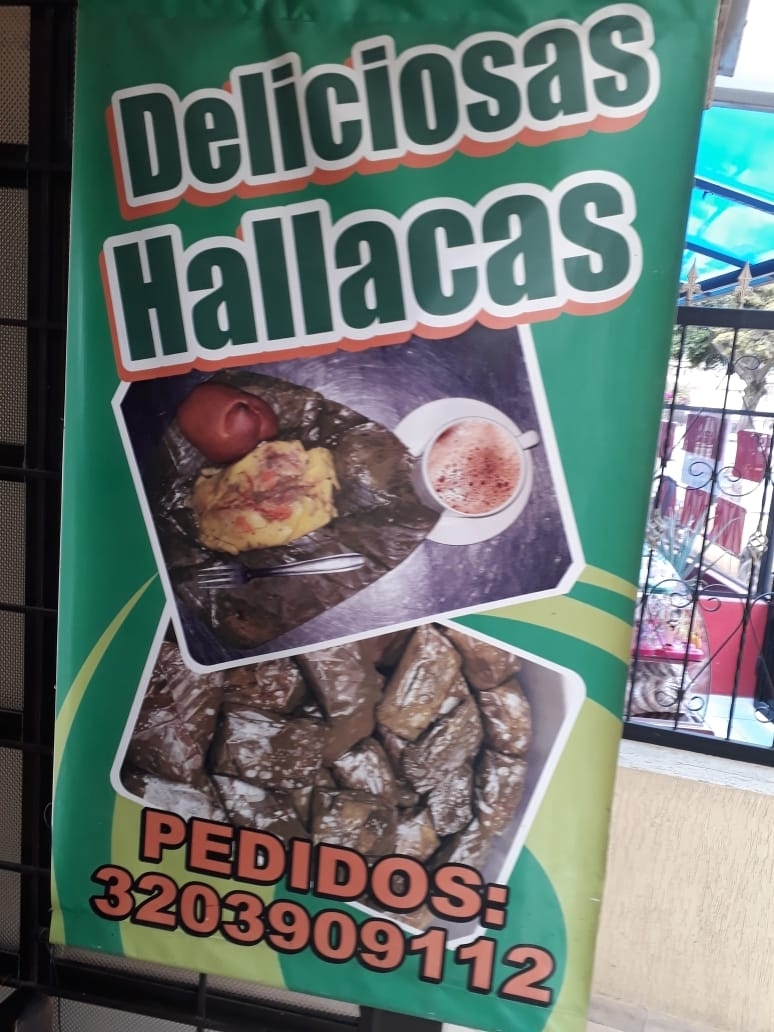 Deliciosas
Hallacas
PEDIDOS:
3203909112